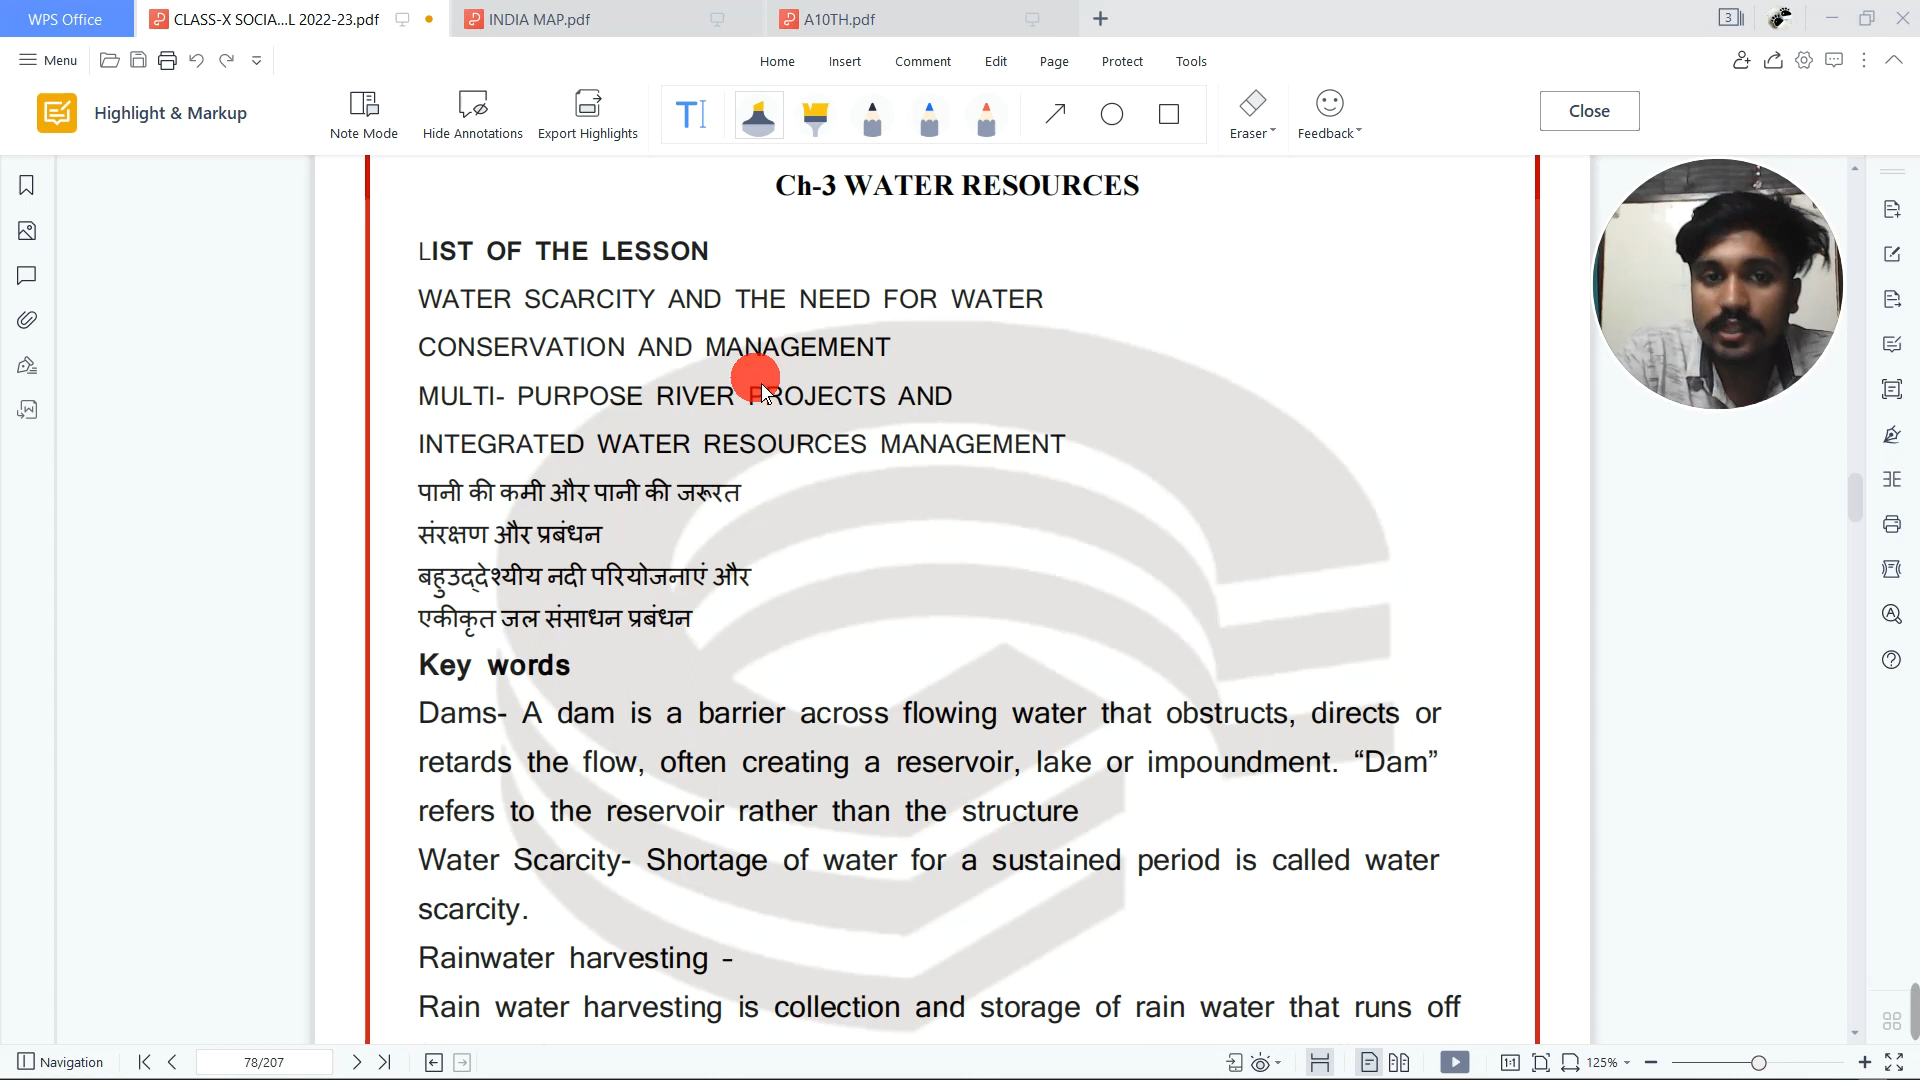 WPS Office
CLASS-X SOCIA...L 2022-23.pdf
INDIA MAP.pdf
A10TH.pdf
3
Menu
Home Insert Comment Edit Page Protect Tools
Highlight & Markup
Note Mode
Hide Annotations
Export Highlights
Eraser
Feedback
Close
Ch-3 WATER RESOURCES
LIST OF THE LESSON
WATER SCARCITY AND THE NEED FOR WATER
CONSERVATION AND MANAGEMENT
MULTI- PURPOSE RIVER PROJECTS AND
INTEGRATED WATER RESOURCES MANAGEMENT
पानी की कमी और पानी की जरूरत
संरक्षण और प्रबंधन
बहुउद्देश्यीय नदी परियोजनाएं और
एकीकृत जल संसाधन प्रबंधन
Key words
Dams- A dam is a barrier across flowing water that obstructs, directs or
retards the flow, often creating a reservoir, lake or impoundment. “Dam”
refers to the reservoir rather than the structure
Water Scarcity- Shortage of water for a sustained period is called water
scarcity.
Rainwater harvesting -
Rain water harvesting is collection and storage of rain water that runs off
Navigation
78/207
125%